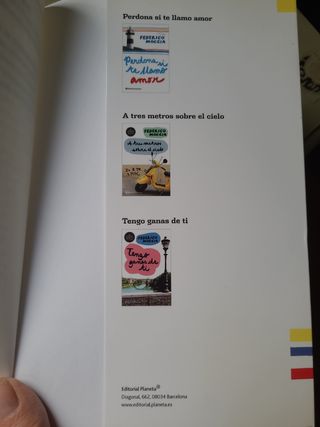 Perdona si te llamo amor
FEDERICO
MOCCIA
Perdona
si
te llamo
amor
A tres metros sobre el cielo
FEDERICO
MOCCIA
A tres metros
sobre el cielo
Tengo ganas de ti
FEDERICO
MOCCIA
Tengo
ganas de
ti
Editorial Planeta
Diagonal, 662, 08034 Barcelona
www.editorial.planeta.es